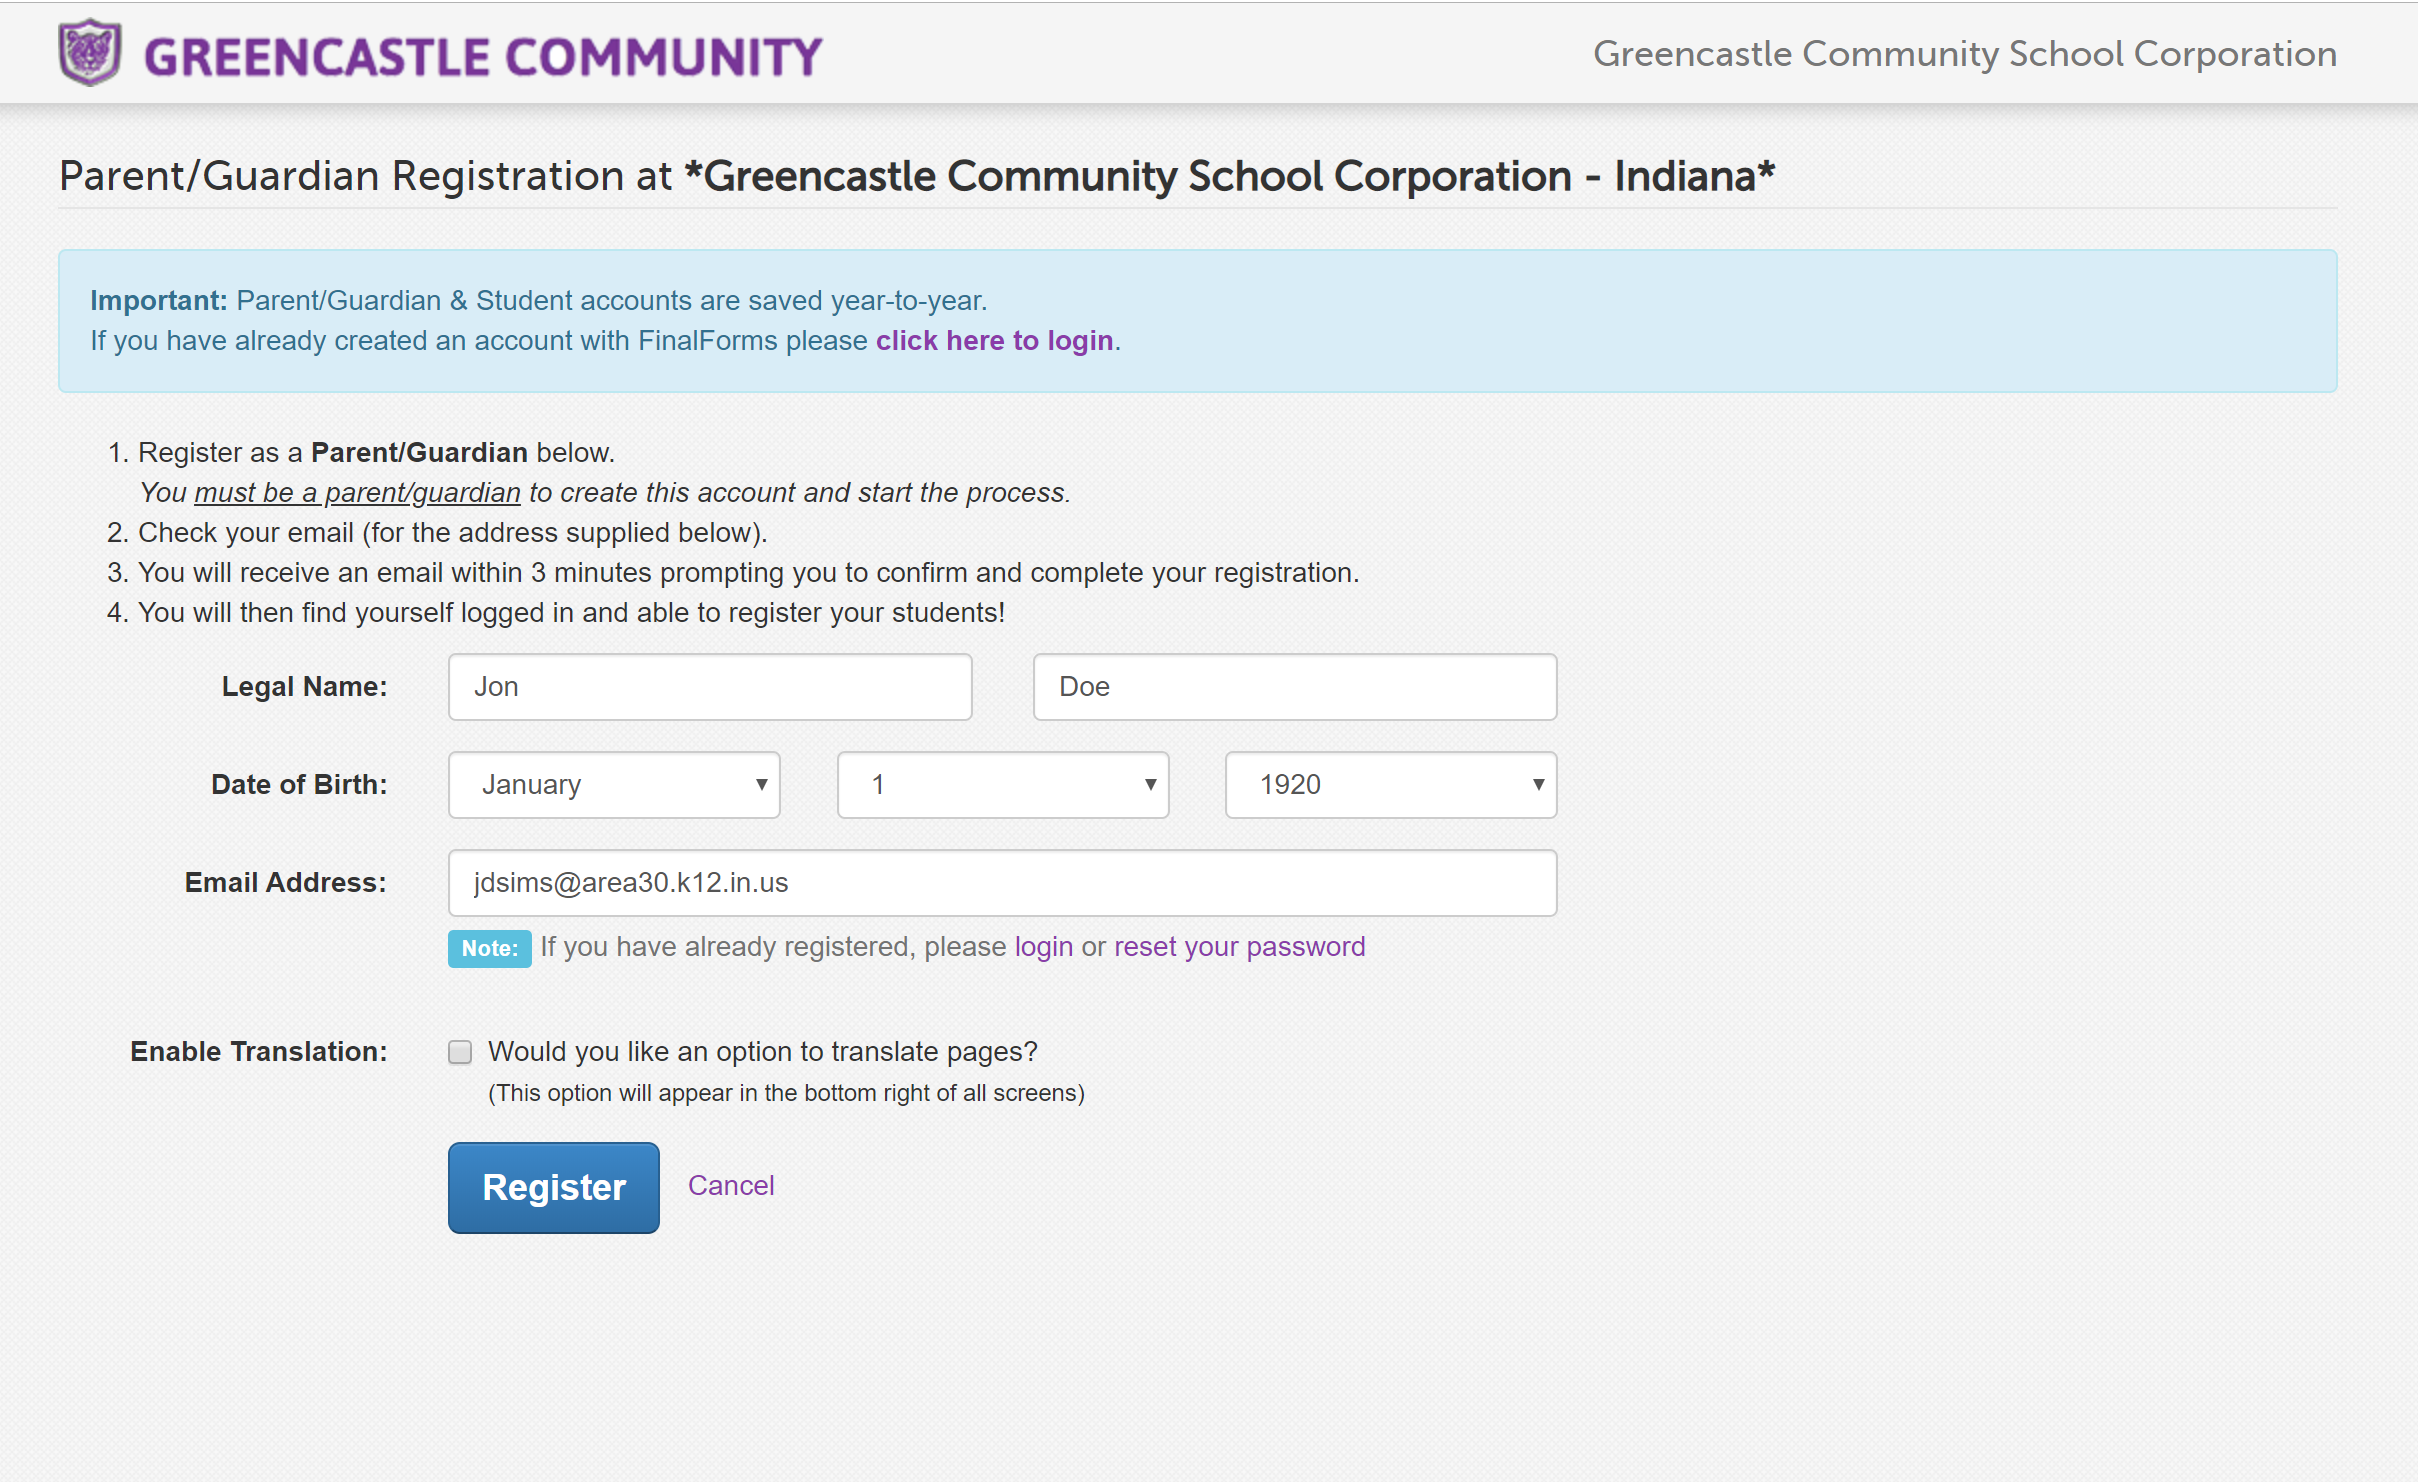 GREENCASTLE COMMUNITY
Greencastle Community School Corporation
Parent/Guardian Registration at *Greencastle Community School Corporation - Indiana*
Important: Parent/Guardian & Student accounts are saved year-to-year.
If you have already created an account with FinalForms please click here to login.
1. Register as a Parent/Guardian below.
You must be a parent/guardian to create this account and start the process.
2. Check your email (for the address supplied below).
3. You will receive an email within 3 minutes prompting you to confirm and complete your registration.
4. You will then find yourself logged in and able to register your students!
Legal Name: Jon Doe
Date of Birth: January 1 1920
Email Address: jdsims@area30.k12.in.us
Note: If you have already registered, please login or reset your password
Enable Translation: Would you like an option to translate pages?
(This option will appear in the bottom right of all screens)
Register Cancel